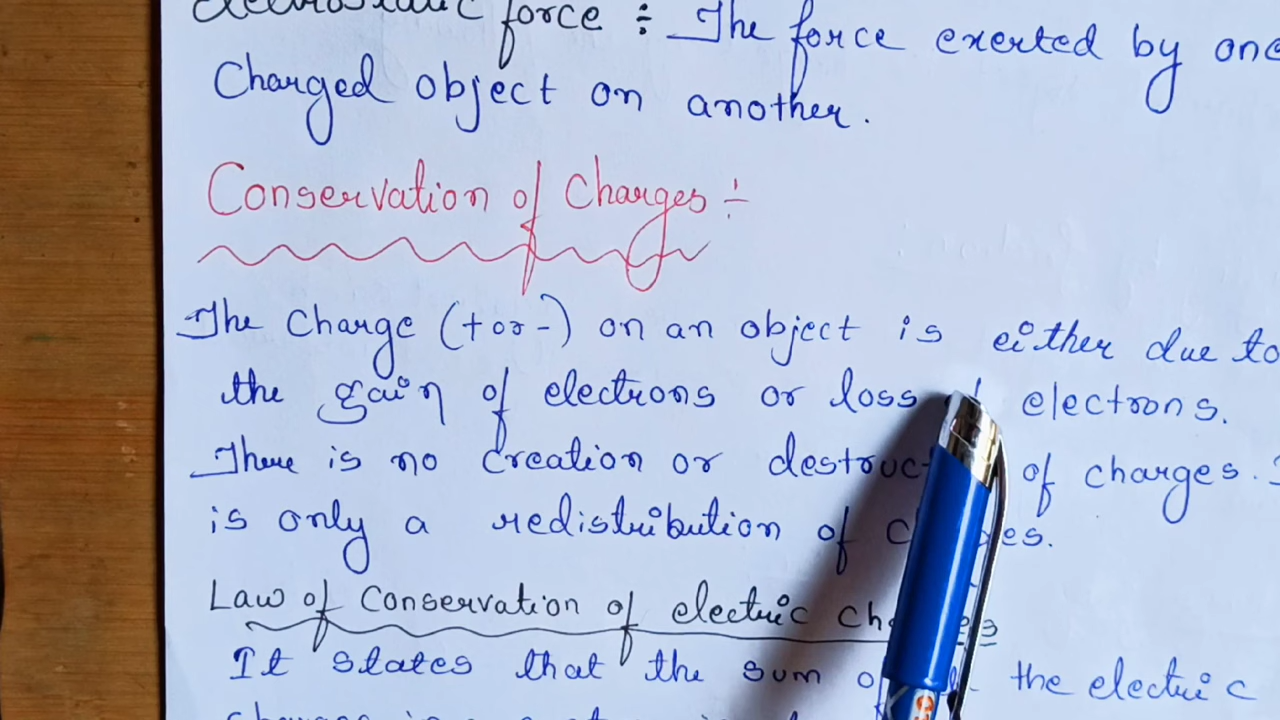 force ÷ The force exerted by one
Charged object on another.
Conservation of Charges ÷
The Charge (+ or -) on an object is either due to
the gain of electrons or loss electrons.
There is no creation or of charges.
is only a redistribution of
Law of Conservation of electric
It states that the sum the electric